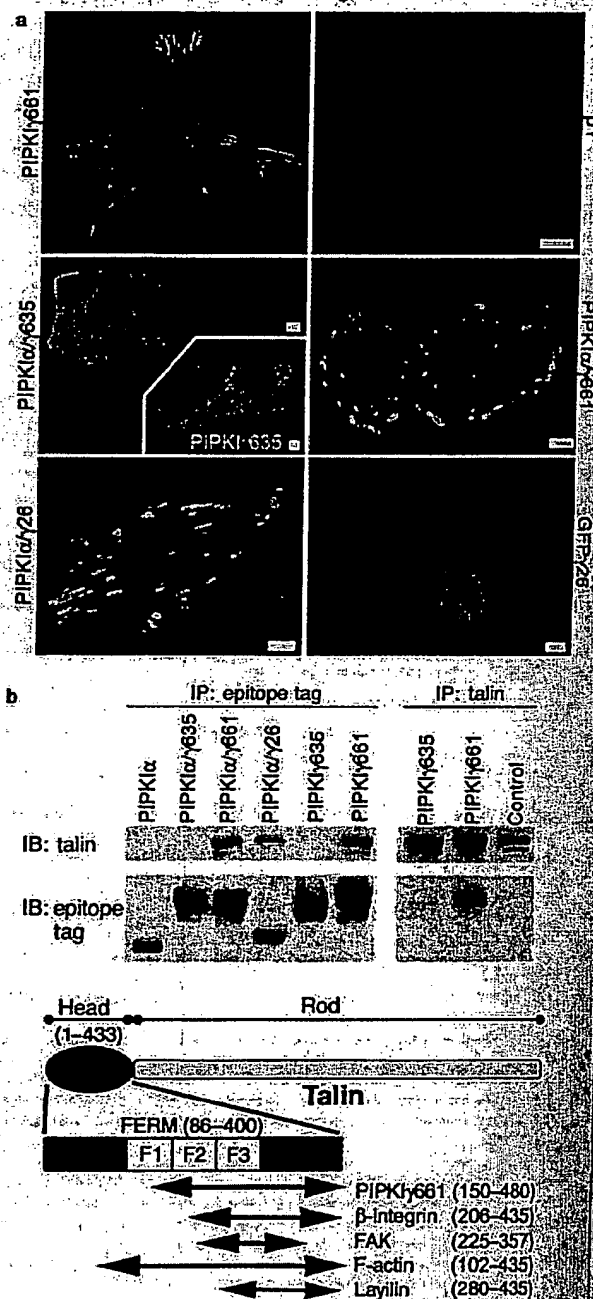 a
PIPKIγ661
PIPKIα/γ635
PIPKIα/γ661
PIPKIα/γ26
GFP/26
b
IP: epitope tag
IP: talin
PIPKIα
PIPKIα/γ635
PIPKIα/γ661
PIPKIα/γ26
PIPKIγ635
PIPKIγ661
PIPKIγ635
PIPKIγ661
Control
IB: talin
IB: epitope
tag
Head
Rod
(1–433)
Talin
FERM (86–400)
F1 F2 F3
PIPKIγ661 (150–480)
β-Integrin (206–435)
FAK (225–357)
F-actin (102–435)
Layilin (280–435)